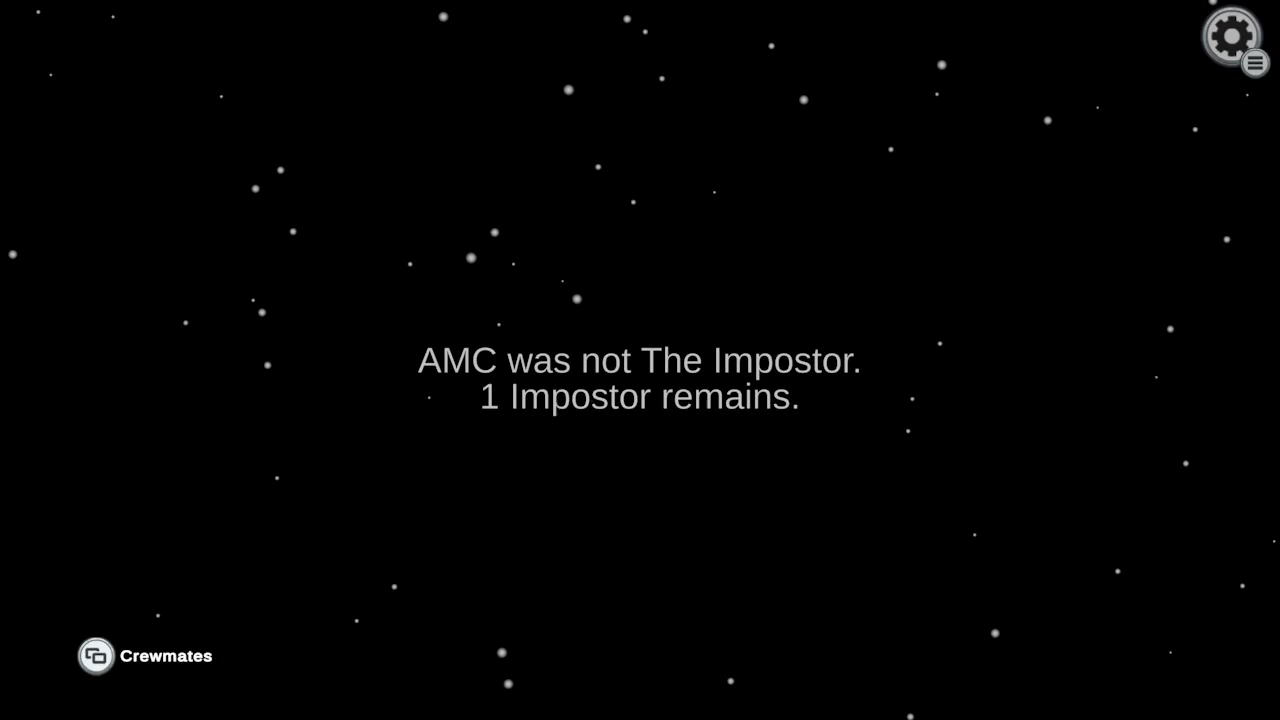 AMC was not The Impostor.
1 Impostor remains.
Crewmates